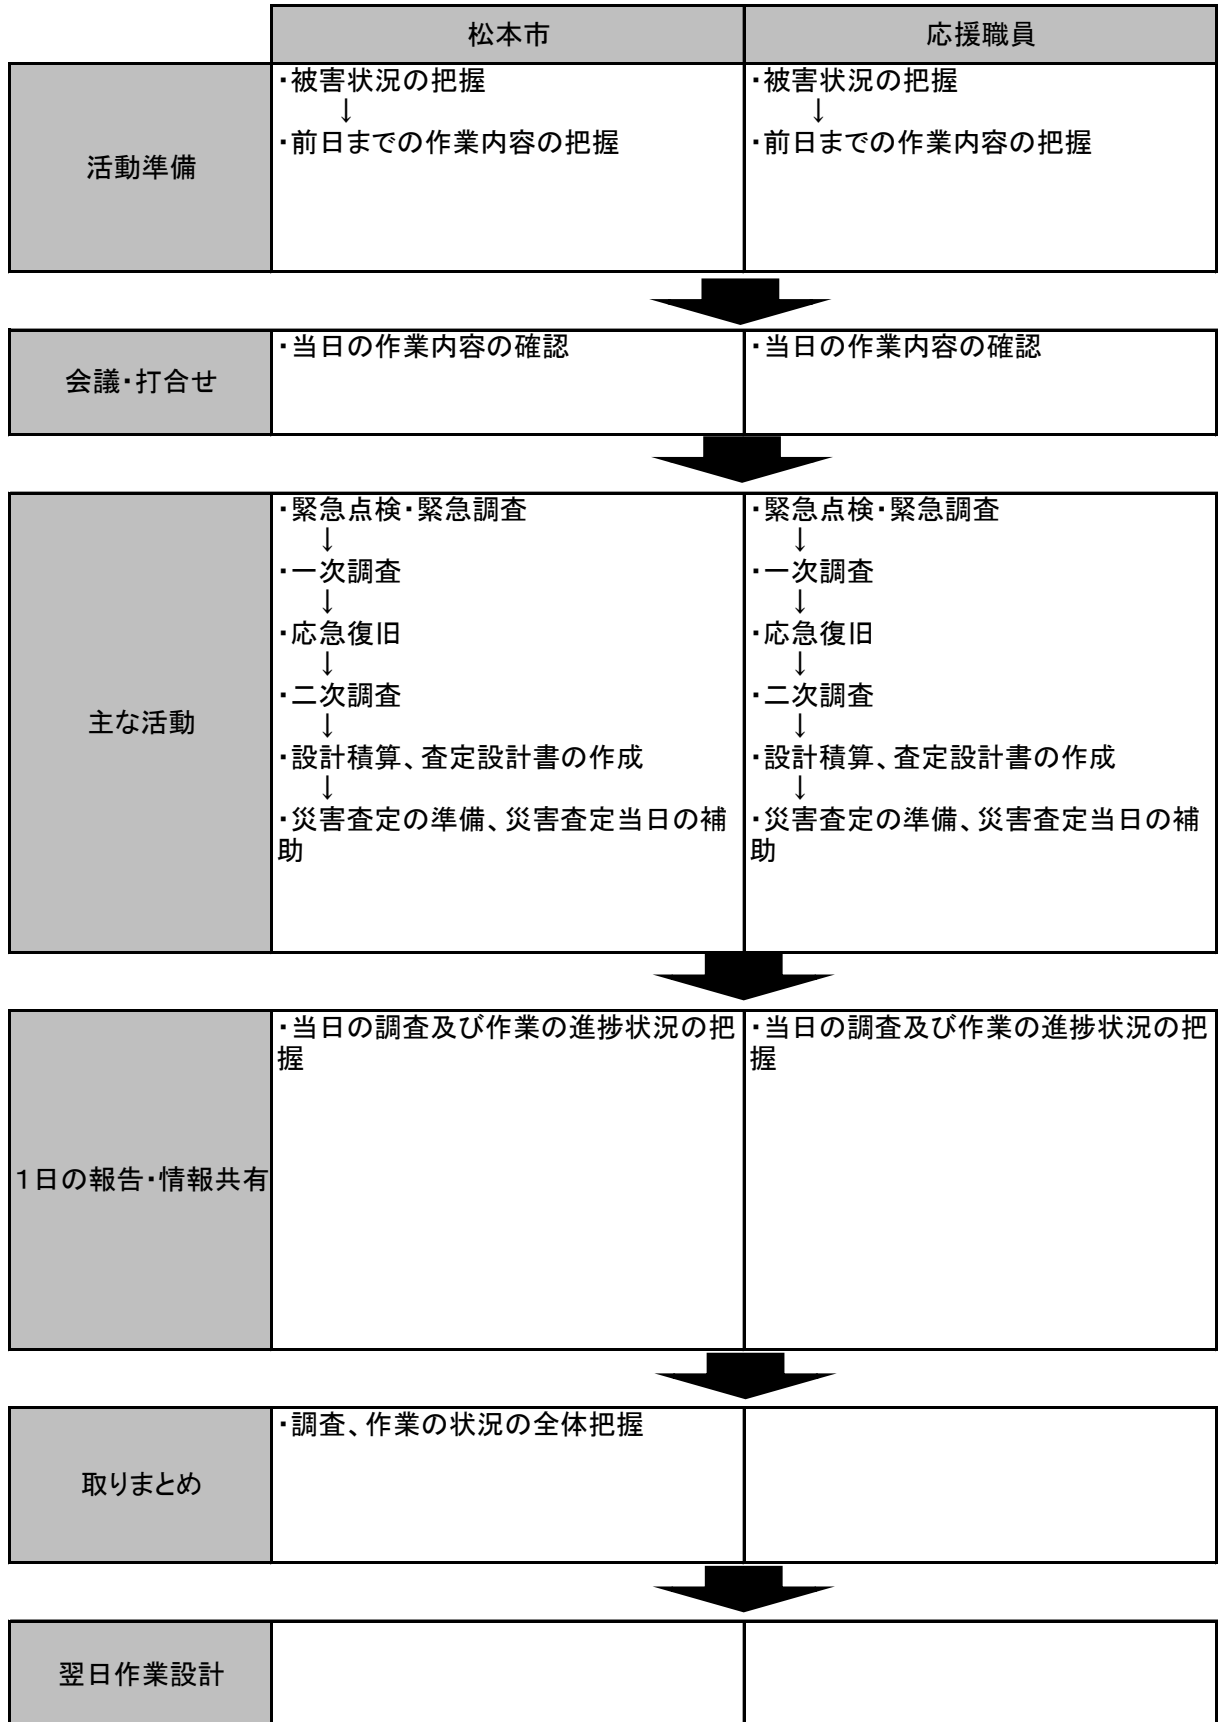 松本市
応援職員
活動準備
・被害状況の把握
↓
・前日までの作業内容の把握
・被害状況の把握
↓
・前日までの作業内容の把握
会議・打合せ
・当日の作業内容の確認
・当日の作業内容の確認
主な活動
・緊急点検・緊急調査
↓
・一次調査
↓
・応急復旧
↓
・二次調査
↓
・設計積算、査定設計書の作成
↓
・災害査定の準備、災害査定当日の補
助
・緊急点検・緊急調査
↓
・一次調査
↓
・応急復旧
↓
・二次調査
↓
・設計積算、査定設計書の作成
↓
・災害査定の準備、災害査定当日の補
助
１日の報告・情報共有
・当日の調査及び作業の進捗状況の把
握
・当日の調査及び作業の進捗状況の把
握
取りまとめ
・調査、作業の状況の全体把握
翌日作業設計